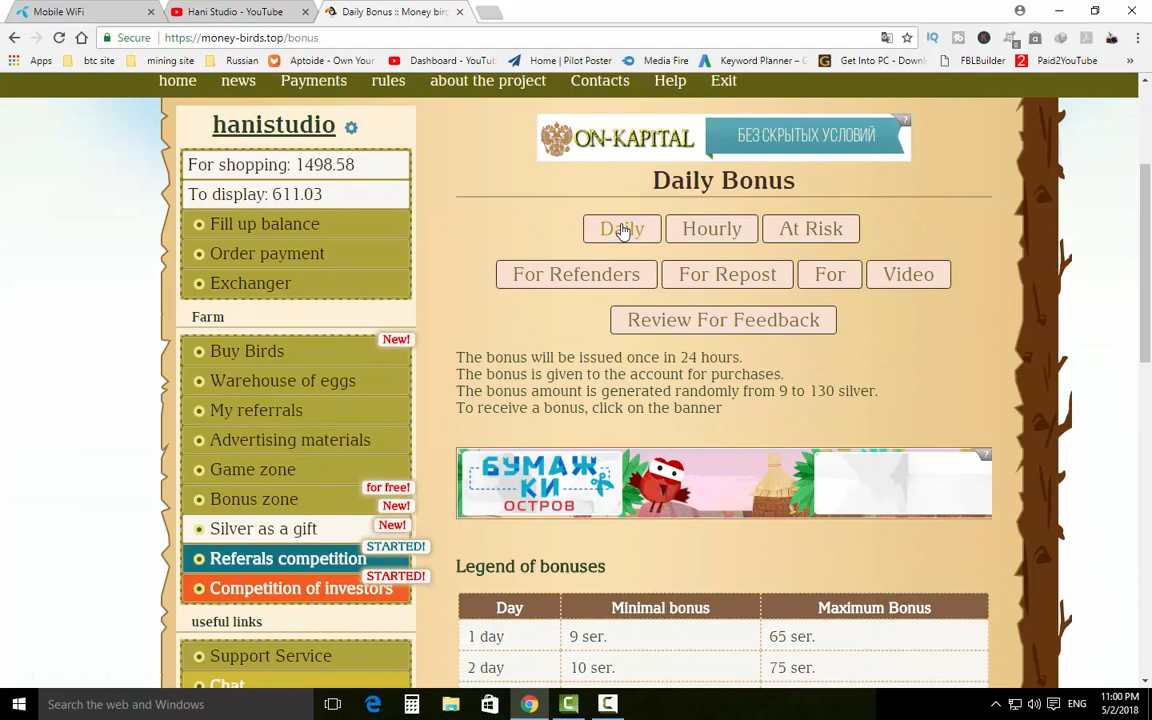 Mobile WiFi
Hani Studio - YouTube
Daily Bonus :: Money bird
Secure
https://money-birds.top/bonus
Apps
btc site
mining site
Russian
Aptoide - Own Your
Dashboard - YouTu
Home | Pilot Poster
Media Fire
Keyword Planner –
Get Into PC - Down
FBLBuilder
2 Paid2YouTube
home
news
Payments
rules
about the project
Contacts
Help
Exit
hanistudio
For shopping: 1498.58
To display: 611.03
Fill up balance
Order payment
Exchanger
Farm
New!
Buy Birds
Warehouse of eggs
My referrals
Advertising materials
Game zone
for free!
Bonus zone
New!
Silver as a gift
New!
Referals competition
STARTED!
Competition of investors
STARTED!
useful links
Support Service
Chat
ON-KAPITAL
БЕЗ СКРЫТЫХ УСЛОВИЙ
?
Daily Bonus
Daily
Hourly
At Risk
For Refenders
For Repost
For
Video
Review For Feedback
The bonus will be issued once in 24 hours.
The bonus is given to the account for purchases.
The bonus amount is generated randomly from 9 to 130 silver.
To receive a bonus, click on the banner
БУМАЖ
КИ
ОСТРОВ
?
Legend of bonuses
Day
Minimal bonus
Maximum Bonus
1 day
9 ser.
65 ser.
2 day
10 ser.
75 ser.
Search the web and Windows
ENG
11:00 PM
5/2/2018